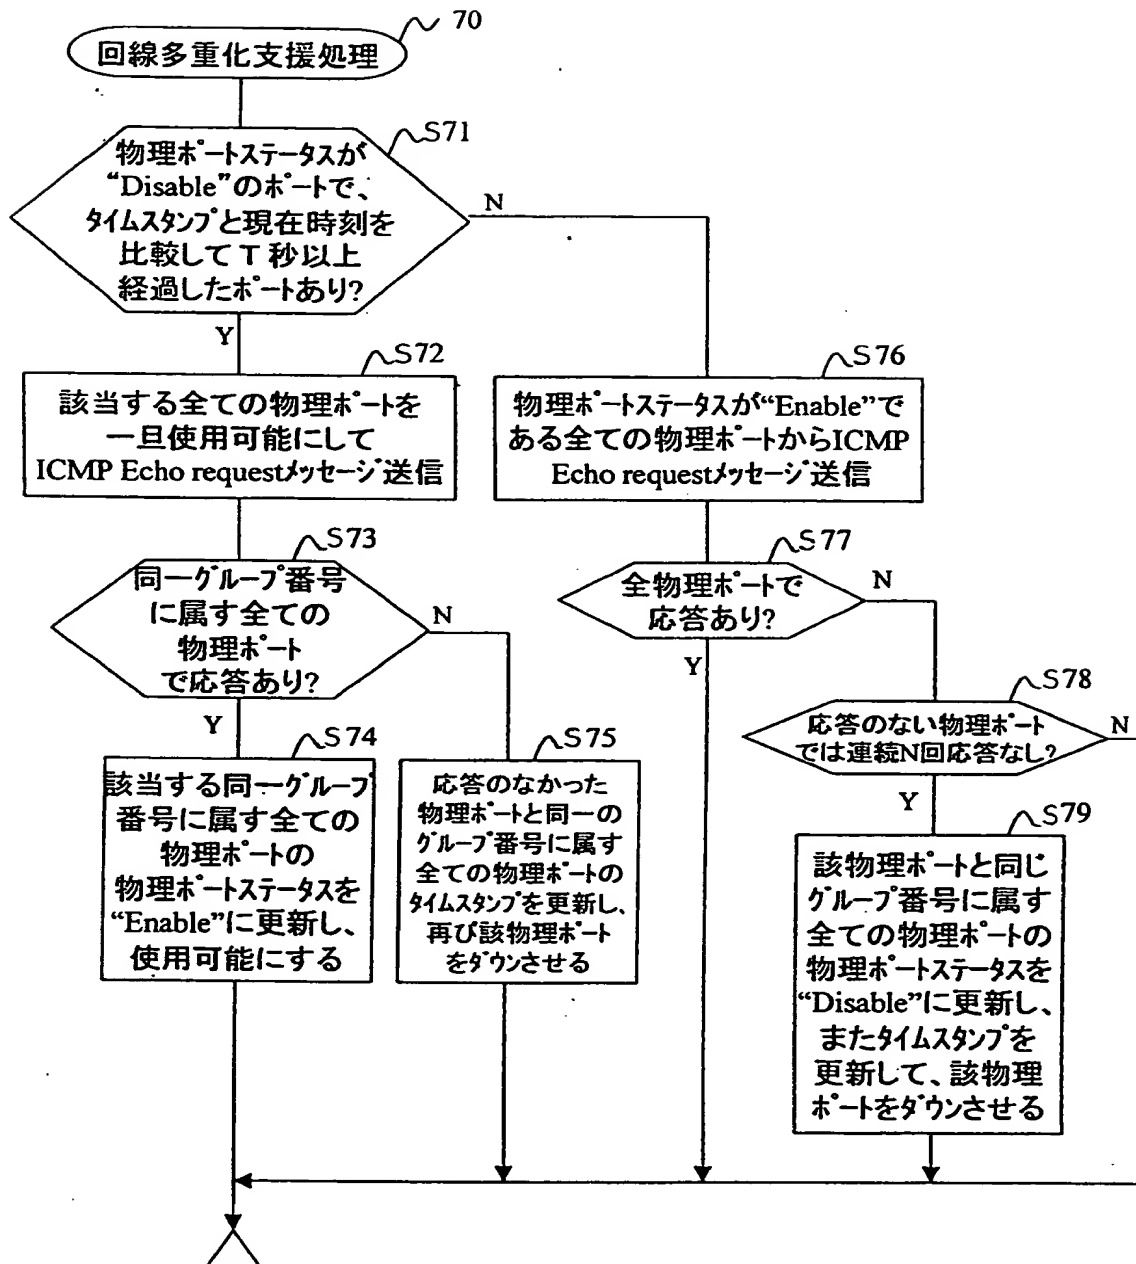 70
回線多重化支援処理
S71
物理ポートステータスが
“Disable”のポートで、
タイムスタンプと現在時刻を
比較してT秒以上
経過したポートあり?
N
Y
S72
該当する全ての物理ポートを
一旦使用可能にして
ICMP Echo requestメッセージ送信
S76
物理ポートステータスが“Enable”で
ある全ての物理ポートからICMP
Echo requestメッセージ送信
S73
同一グループ番号
に属す全ての
物理ポート
で応答あり?
N
Y
S77
全物理ポートで
応答あり?
N
Y
S78
応答のない物理ポート
では連続N回応答なし?
N
Y
S74
該当する同一グループ
番号に属す全ての
物理ポートの
物理ポートステータスを
“Enable”に更新し、
使用可能にする
S75
応答のなかった
物理ポートと同一の
グループ番号に属す
全ての物理ポートの
タイムスタンプを更新し、
再び該物理ポート
をダウンさせる
S79
該物理ポートと同じ
グループ番号に属す
全ての物理ポートの
物理ポートステータスを
“Disable”に更新し、
またタイムスタンプを
更新して、該物理
ポートをダウンさせる